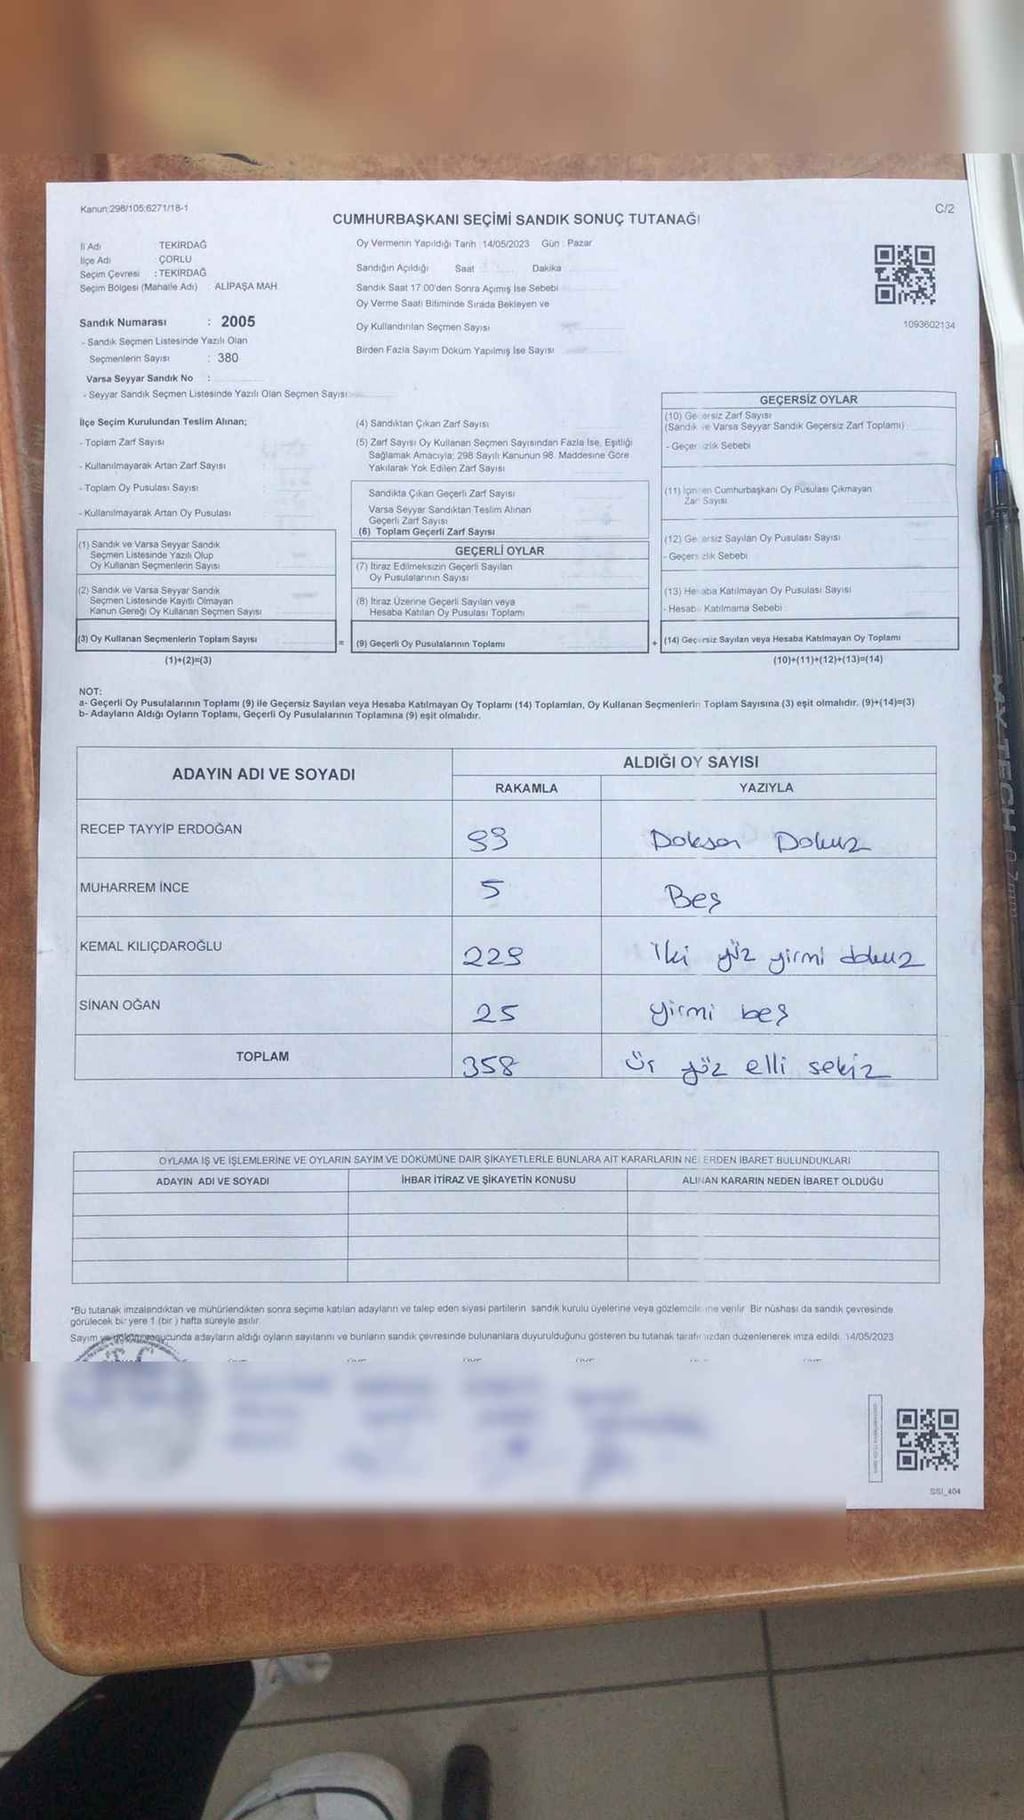 Kanun:298/105:6271/18-1
C/2
CUMHURBAŞKANI SEÇİMİ SANDIK SONUÇ TUTANAĞI
İl Adı TEKİRDAĞ
İlçe Adı ÇORLU
Seçim Çevresi : TEKİRDAĞ
Seçim Bölgesi (Mahalle Adı) ALİPAŞA MAH.
Sandık Numarası : 2005
- Sandık Seçmen Listesinde Yazılı Olan
Seçmenlerin Sayısı : 380
Varsa Seyyar Sandık No :
- Seyyar Sandık Seçmen Listesinde Yazılı Olan Seçmen Sayısı
Oy Vermenin Yapıldığı Tarih 14/05/2023 Gün : Pazar
Sandığın Açıldığı Saat Dakika
Sandık Saat 17 00'den Sonra Açımış İse Sebebi
Oy Verme Saati Bitiminde Sırada Bekleyen ve
Oy Kullandırılan Seçmen Sayısı
Birden Fazla Sayım Döküm Yapılmış İse Sayısı
1093602134
İlçe Seçim Kurulundan Teslim Alınan;
- Toplam Zarf Sayısı
- Kullanılmayarak Artan Zarf Sayısı
- Toplam Oy Pusulası Sayısı
- Kullanılmayarak Artan Oy Pusulası
(1) Sandık ve Varsa Seyyar Sandık
Seçmen Listesinde Yazılı Olup
Oy Kullanan Seçmenlerin Sayısı
(2) Sandık ve Varsa Seyyar Sandık
Seçmen Listesinde Kayıtlı Olmayan
Kanun Gereği Oy Kullanan Seçmen Sayısı
(3) Oy Kullanan Seçmenlerin Toplam Sayısı
(1)+(2)=(3)
(4) Sandıktan Çıkan Zarf Sayısı
(5) Zarf Sayısı Oy Kullanan Seçmen Sayısından Fazla İse, Eşitliği
Sağlamak Amacıyla; 298 Sayılı Kanunun 98. Maddesine Göre
Yakılarak Yok Edilen Zarf Sayısı
Sandıkta Çıkan Geçerli Zarf Sayısı
Varsa Seyyar Sandıktan Teslim Alınan
Geçerli Zarf Sayısı
(6) Toplam Geçerli Zarf Sayısı
GEÇERLİ OYLAR
(7) İtiraz Edilmeksizin Geçerli Sayılan
Oy Pusulalarının Sayısı
(8) İtiraz Üzerine Geçerli Sayılan veya
Hesaba Katılan Oy Pusulası Toplamı
= (9) Geçerli Oy Pusulalarının Toplamı +
GEÇERSİZ OYLAR
(10) Ge ersiz Zarf Sayısı
(Sandık ve Varsa Seyyar Sandık Geçersiz Zarf Toplamı)
- Geçer izlik Sebebi
(11) İçin en Cumhurbaşkanı Oy Pusulası Çıkmayan
Zarf Sayısı
(12) Ge ersiz Sayılan Oy Pusulası Sayısı
- Geçers zlik Sebebi
(13) He aba Katılmayan Oy Pusulası Sayısı
- Hesab Katılmama Sebebi
(14) Geçersiz Sayılan veya Hesaba Katılmayan Oy Toplamı
(10)+(11)+(12)+(13)=(14)
NOT:
a- Geçerli Oy Pusulalarının Toplamı (9) ile Geçersiz Sayılan veya Hesaba Katılmayan Oy Toplamı (14) Toplamları, Oy Kullanan Seçmenlerin Toplam Sayısına (3) eşit olmalıdır. (9)+(14)=(3)
b- Adayların Aldığı Oyların Toplamı, Geçerli Oy Pusulalarının Toplamına (9) eşit olmalıdır.
ADAYIN ADI VE SOYADI
ALDIĞI OY SAYISI
RAKAMLA YAZIYLA
RECEP TAYYİP ERDOĞAN 99 Doksan Dokuz
MUHARREM İNCE 5 Beş
KEMAL KILIÇDAROĞLU 229 iki yüz yirmi dokuz
SİNAN OĞAN 25 yirmi beş
TOPLAM 358 üç yüz elli sekiz
OYLAMA İŞ VE İŞLEMLERİNE VE OYLARIN SAYIM VE DÖKÜMÜNE DAİR ŞİKAYETLERLE BUNLARA AİT KARARLARIN NELERDEN İBARET BULUNDUKLARI
ADAYIN ADI VE SOYADI İHBAR İTİRAZ VE ŞİKAYETİN KONUSU ALINAN KARARIN NEDEN İBARET OLDUĞU
*Bu tutanak imzalandıktan ve mühürlendikten sonra seçime katılan adayların ve talep eden siyasi partilerin sandık kurulu üyelerine veya gözlemcilerine verilir. Bir nüshası da sandık çevresinde
görülecek bir yere 1 (bir ) hafta süreyle asılır.
Sayım ve sonucunda adayların aldığı oyların sayılarını ve bunların sandık çevresinde bulunanlara duyurulduğunu gösteren bu tutanak tarafımızdan düzenlenerek imza edildi. 14/05/2023
SSI_404
MY TECH 0.7mm